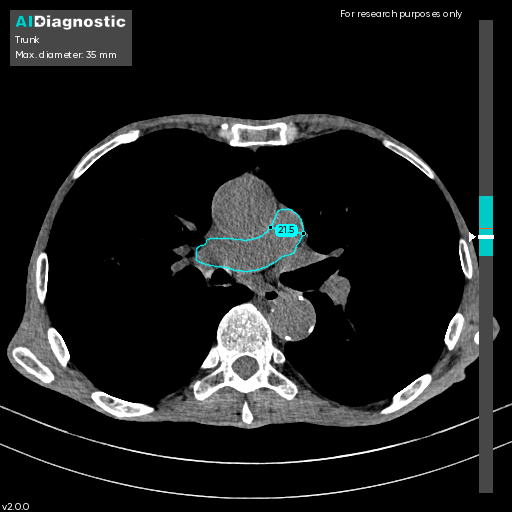 AIDiagnostic
Trunk
Max. diameter: 35 mm
For research purposes only
21.5
v2.0.0